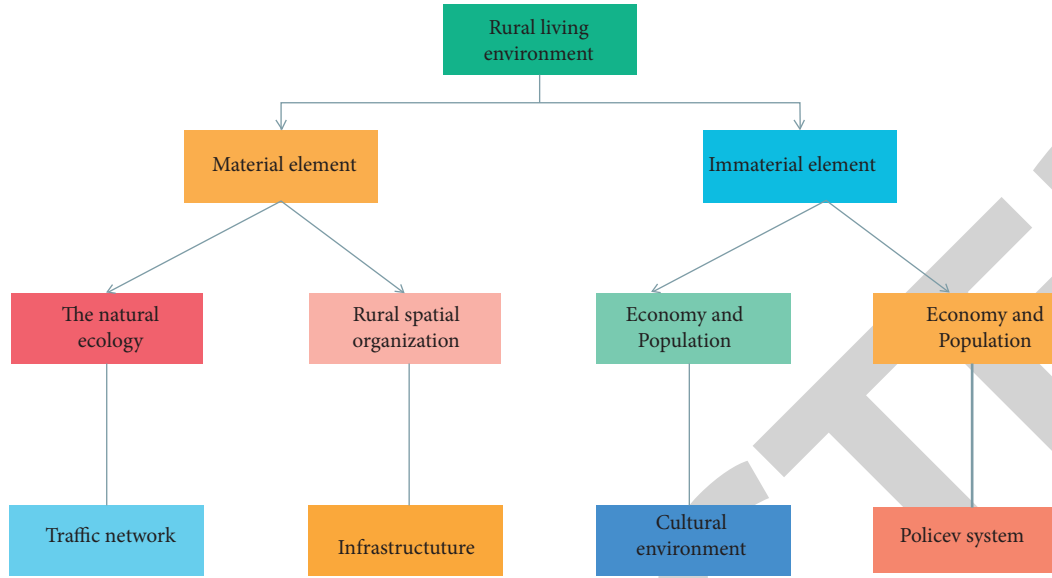 Rural living
environment
Material element
Immaterial element
The natural
ecology
Rural spatial
organization
Economy and
Population
Economy and
Population
Traffic network
Infrastructuture
Cultural
environment
Policev system